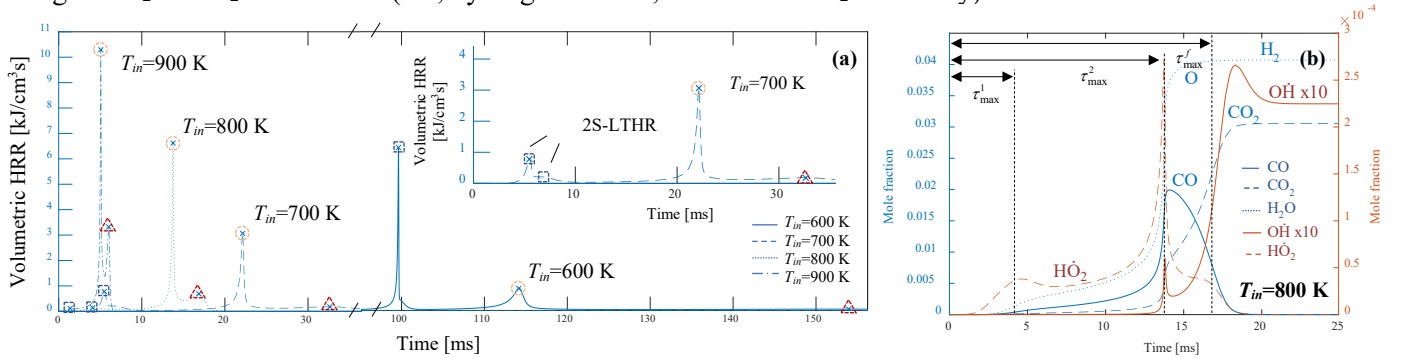 (a)
Volumetric HRR [kJ/cm³s]
11
10
9
8
7
6
5
4
3
2
1
0
T_in=900 K
T_in=800 K
T_in=700 K
T_in=600 K
0 10 20 30 100 110 120 130 140 150
Time [ms]
Volumetric HRR
[kJ/cm³s]
4
3
2
1
0
2S-LTHR
T_in=700 K
0 10 20 30
Time [ms]
T_in=600 K
T_in=700 K
T_in=800 K
T_in=900 K
(b)
× 10⁻⁴
Mole fraction
0.04
0.035
0.03
0.025
0.02
0.015
0.01
0.005
0
τ¹max
τ²max
τᶠmax
H₂
O
OḢ x10
CO₂
CO
HȮ₂
CO
CO₂
H₂O
OḢ x10
HȮ₂
T_in=800 K
3
2.5
2
1.5
1
0.5
0
Mole fraction
0 5 10 15 20 25
Time [ms]